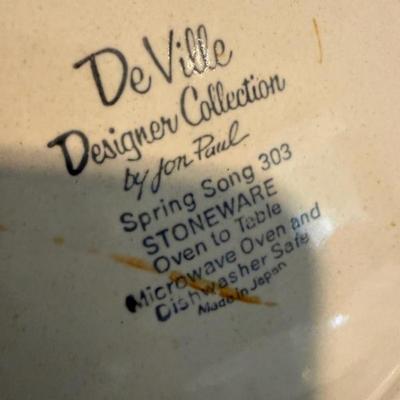 DeVille
Designer Collection
by Jon Paul
Spring Song 303
STONEWARE
Oven to Table
Microwave Oven and
Dishwasher Safe
Made in Japan